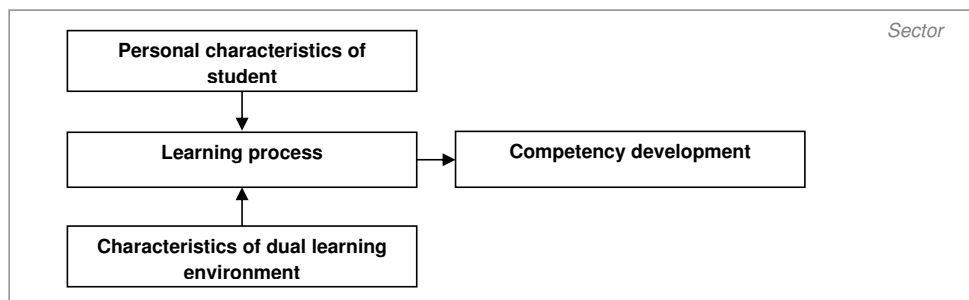 Sector
Personal characteristics of
student
Learning process
Competency development
Characteristics of dual learning
environment